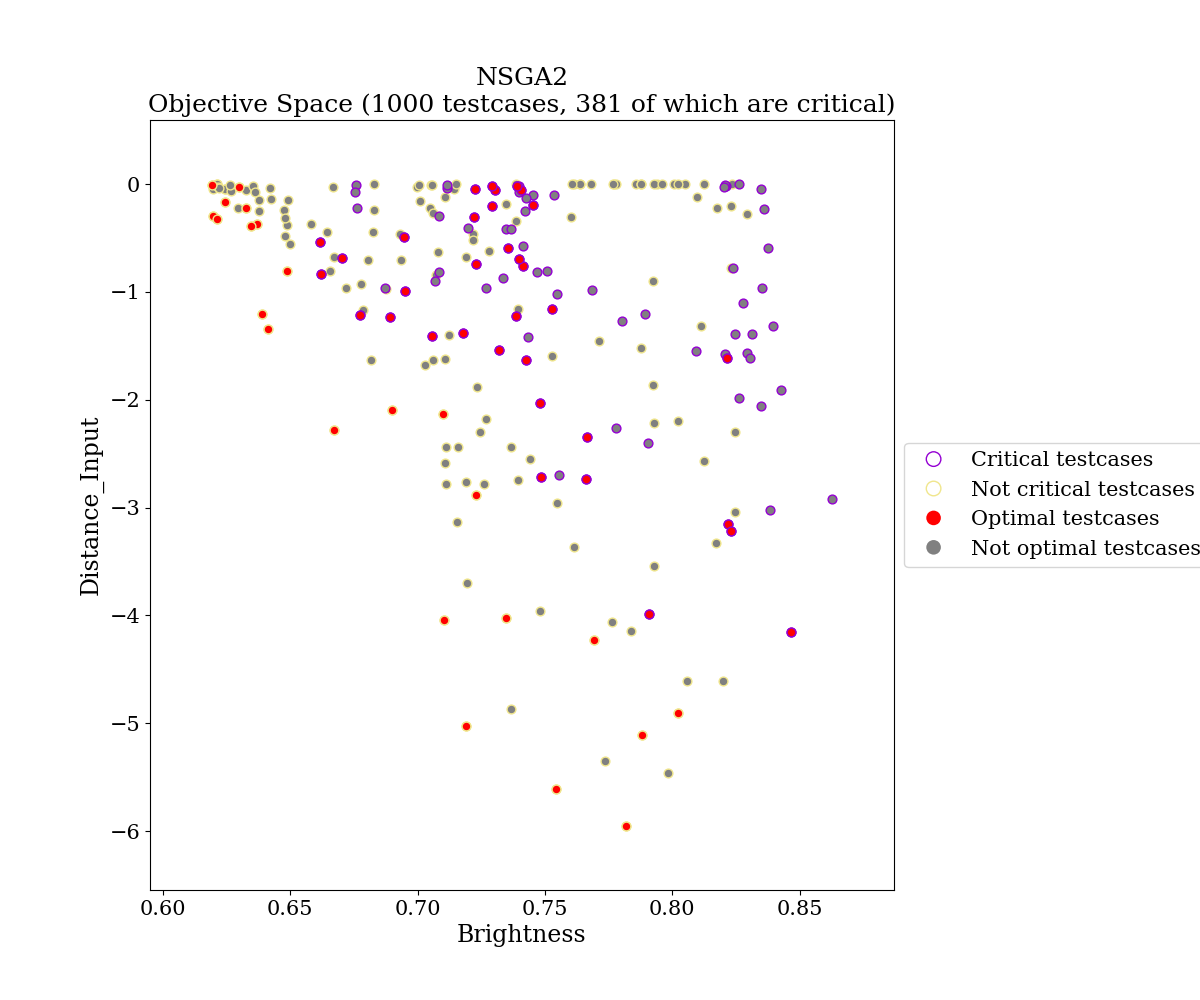 NSGA2
Objective Space (1000 testcases, 381 of which are critical)
0
−1
−2
−3
−4
−5
−6
Distance_Input
0.60 0.65 0.70 0.75 0.80 0.85
Brightness
Critical testcases
Not critical testcases
Optimal testcases
Not optimal testcases